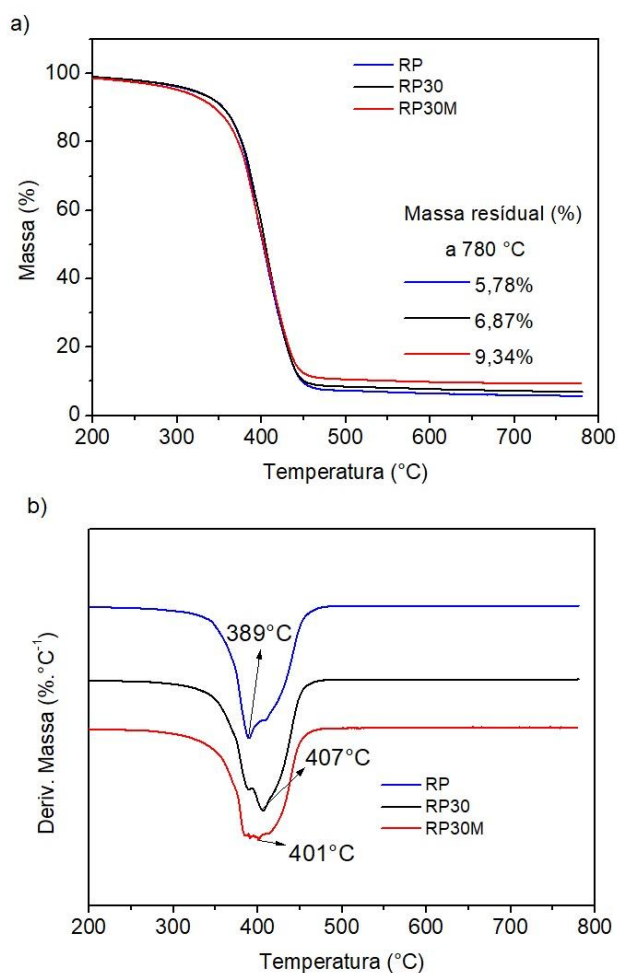 a)
100
80
60
40
20
0
Massa (%)
RP
RP30
RP30M
Massa resídual (%)
a 780 °C
5,78%
6,87%
9,34%
200 300 400 500 600 700 800
Temperatura (°C)
b)
Deriv. Massa (%.°C⁻¹)
389°C
407°C
401°C
RP
RP30
RP30M
200 300 400 500 600 700 800
Temperatura (°C)